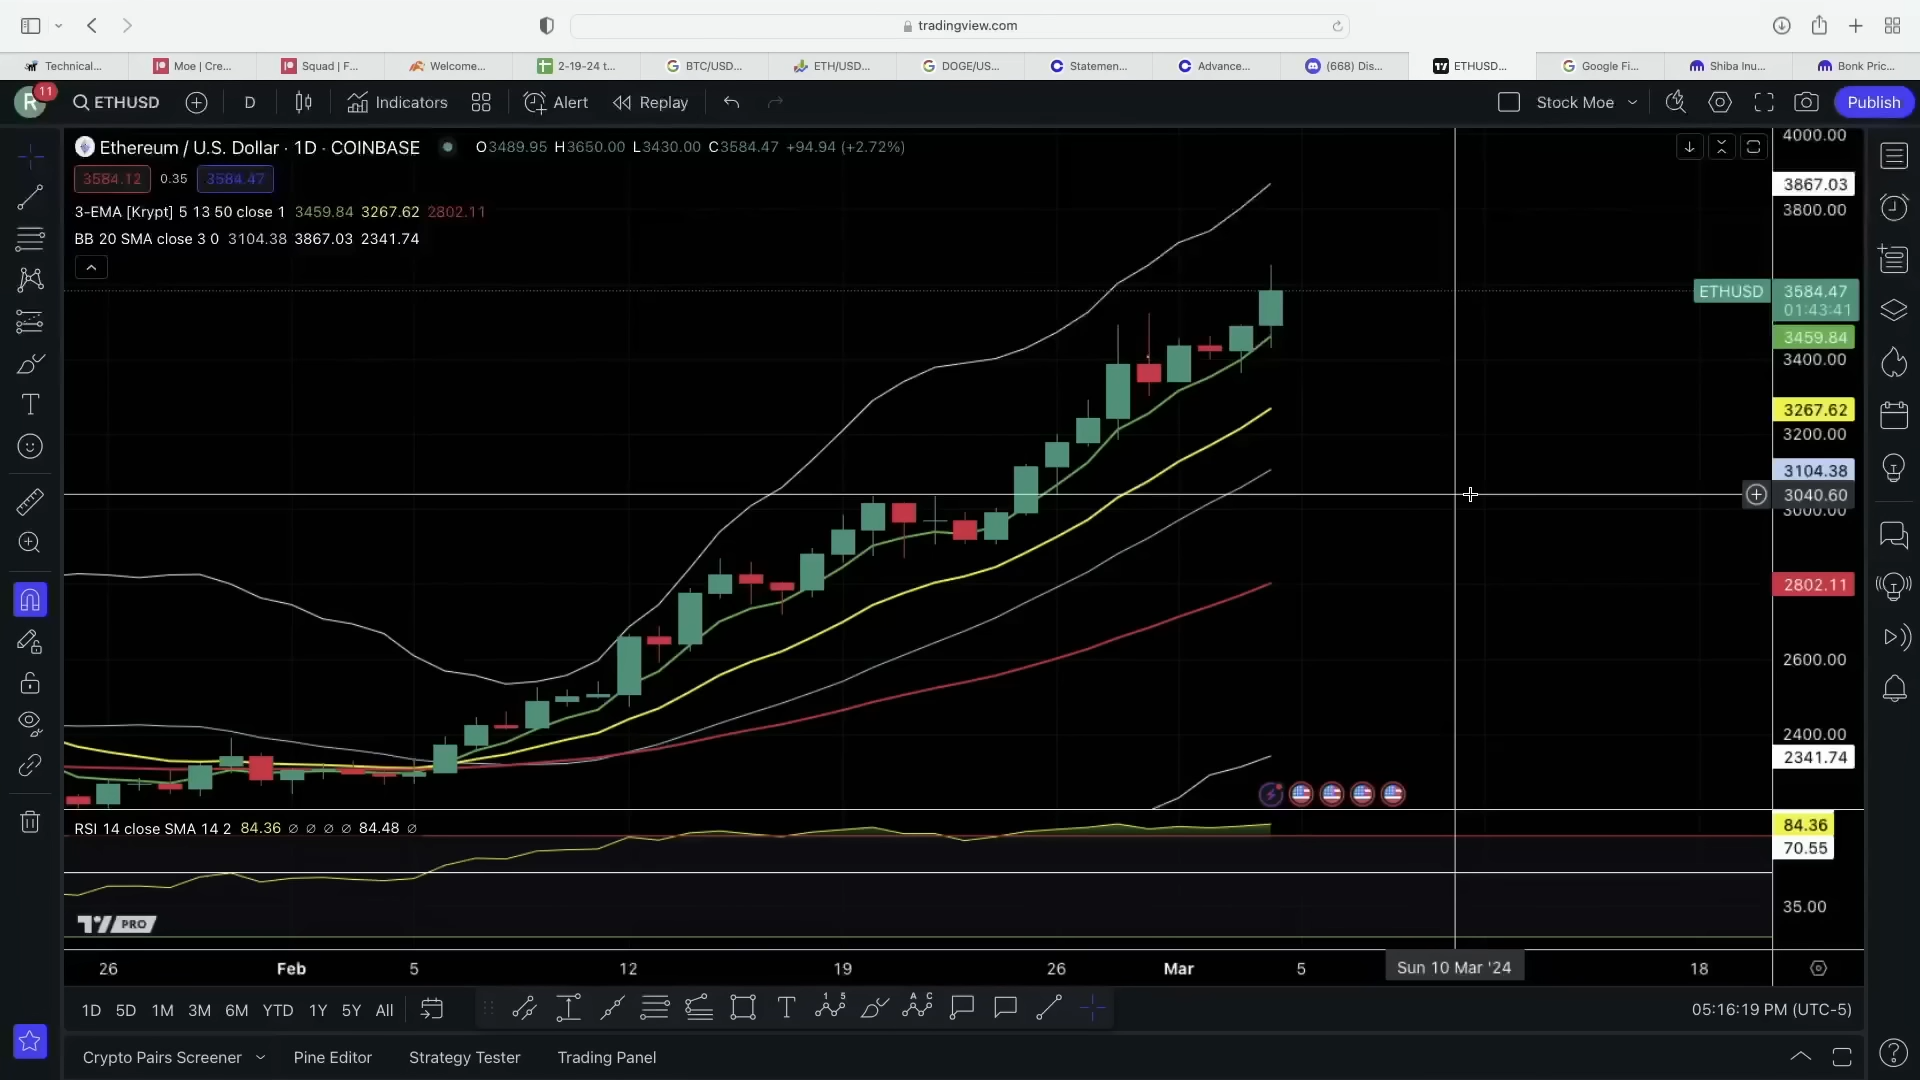 tradingview.com
Technical...
Moe | Cre...
Squad | F...
Welcome...
2-19-24 t...
BTC/USD...
ETH/USD...
DOGE/US...
Statemen...
Advance...
(668) Dis...
ETHUSD...
Google Fi...
Shiba Inu...
Bonk Pric...
R
11
ETHUSD
D
Indicators
Alert
Replay
Stock Moe
Publish
Ethereum / U.S. Dollar · 1D · COINBASE
O3489.95 H3650.00 L3430.00 C3584.47 +94.94 (+2.72%)
3584.12
0.35
3584.47
3-EMA [Krypt] 5 13 50 close 1 3459.84 3267.62 2802.11
BB 20 SMA close 3 0 3104.38 3867.03 2341.74
4000.00
3867.03
3800.00
ETHUSD
3584.47
01:43:41
3459.84
3400.00
3267.62
3200.00
3104.38
3040.60
3000.00
2802.11
2600.00
2400.00
2341.74
RSI 14 close SMA 14 2 84.36 ∅ ∅ ∅ ∅ 84.48 ∅
84.36
70.55
35.00
PRO
26
Feb
5
12
19
26
Mar
5
Sun 10 Mar '24
18
1D
5D
1M
3M
6M
YTD
1Y
5Y
All
05:16:19 PM (UTC-5)
Crypto Pairs Screener
Pine Editor
Strategy Tester
Trading Panel